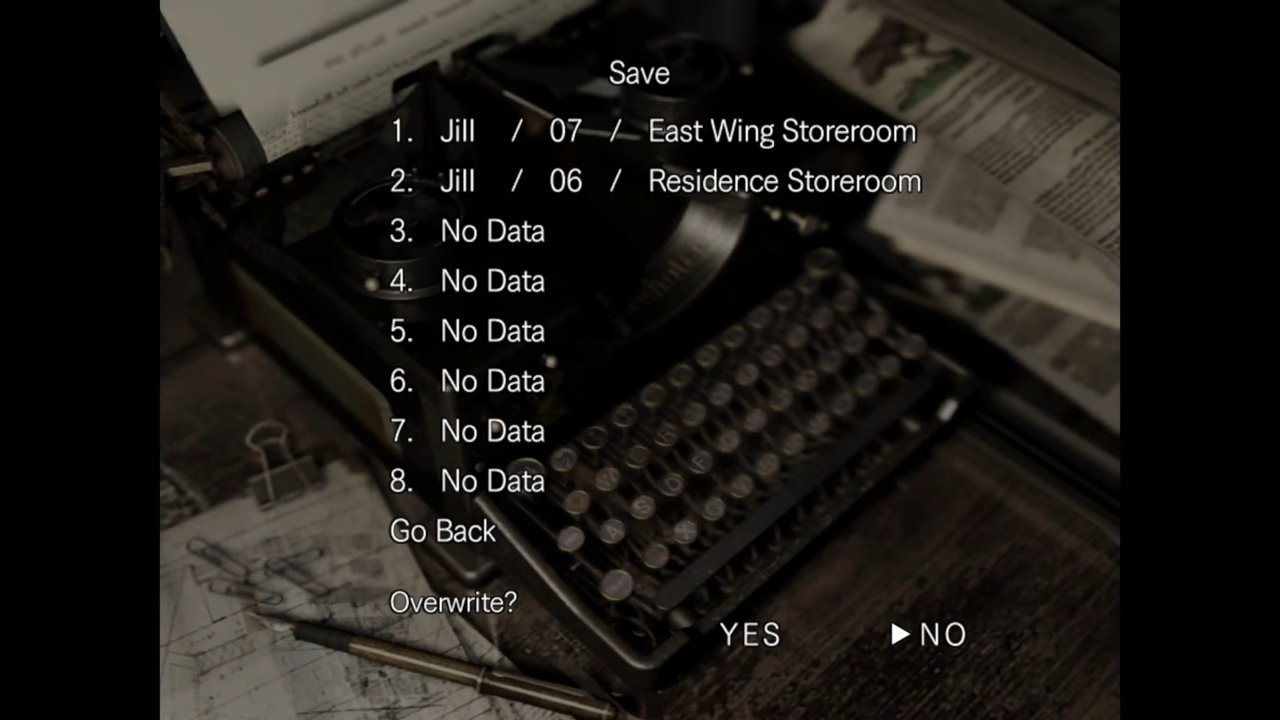 Save
1. Jill / 07 / East Wing Storeroom
2. Jill / 06 / Residence Storeroom
3. No Data
4. No Data
5. No Data
6. No Data
7. No Data
8. No Data
Go Back
Overwrite?
YES ▶NO